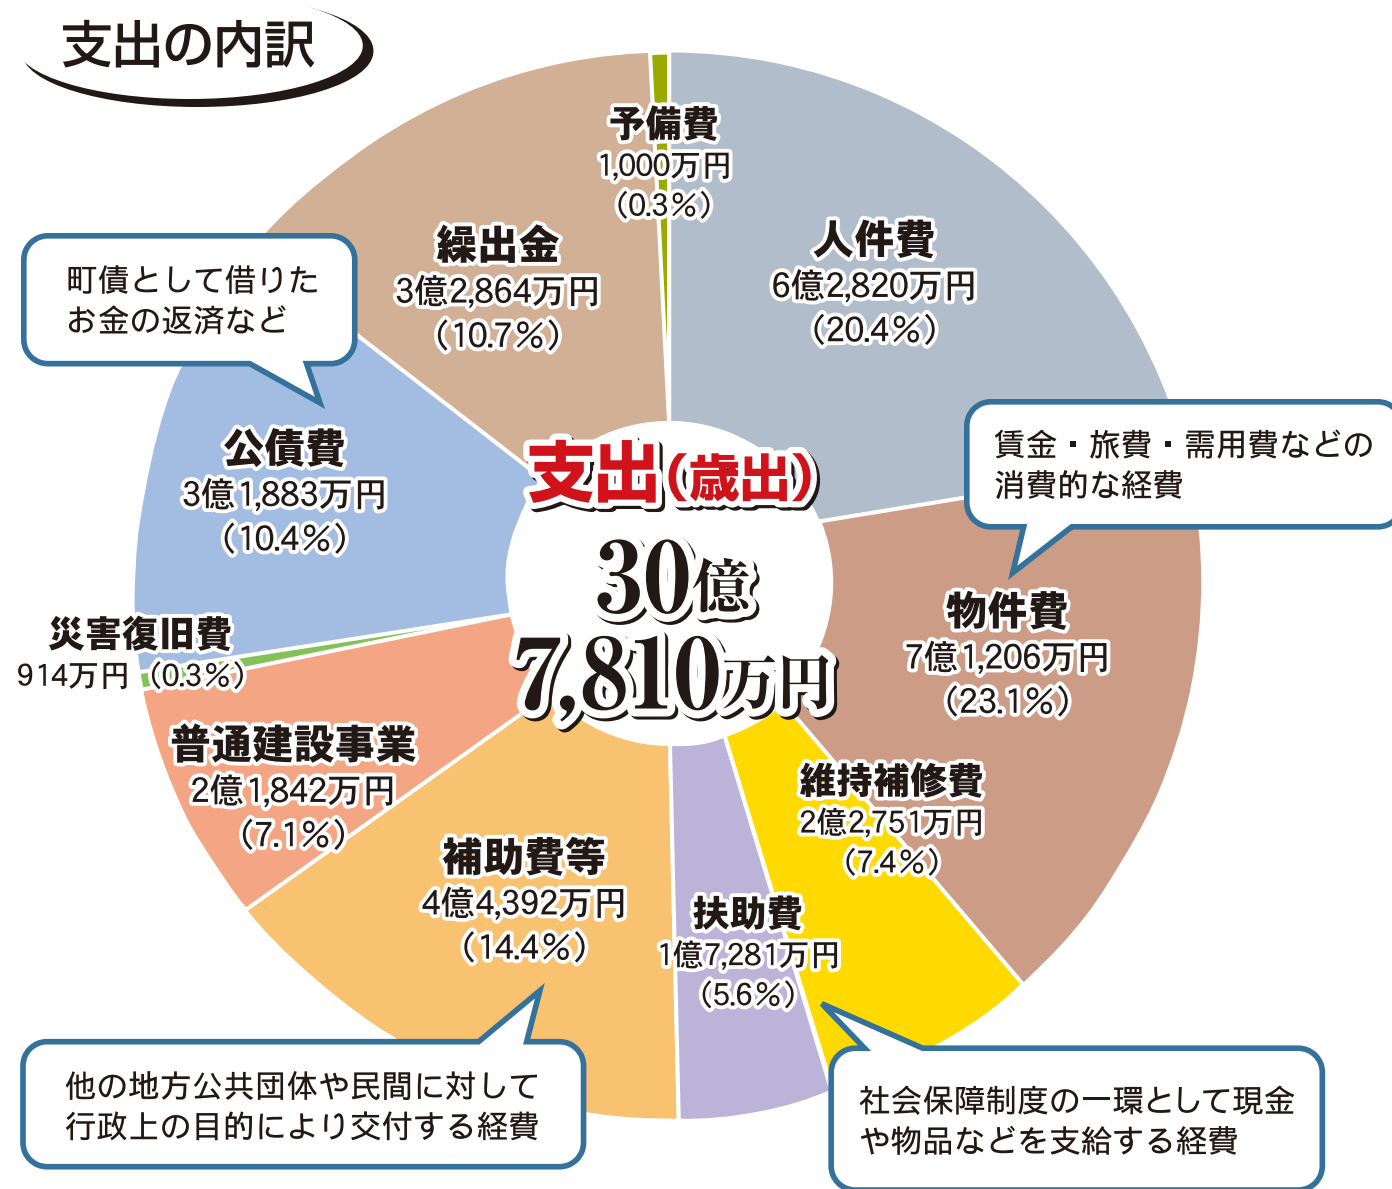 支出の内訳
予備費
1,000万円
（0.3％）
人件費
6億2,820万円
（20.4％）
繰出金
3億2,864万円
（10.7％）
町債として借りた
お金の返済など
公債費
3億1,883万円
（10.4％）
賃金・旅費・需用費などの
消費的な経費
物件費
7億1,206万円
（23.1％）
支出（歳出）
30億
7,810万円
災害復旧費
914万円（0.3％）
普通建設事業
2億1,842万円
（7.1％）
維持補修費
2億2,751万円
（7.4％）
補助費等
4億4,392万円
（14.4％）
扶助費
1億7,281万円
（5.6％）
他の地方公共団体や民間に対して
行政上の目的により交付する経費
社会保障制度の一環として現金
や物品などを支給する経費